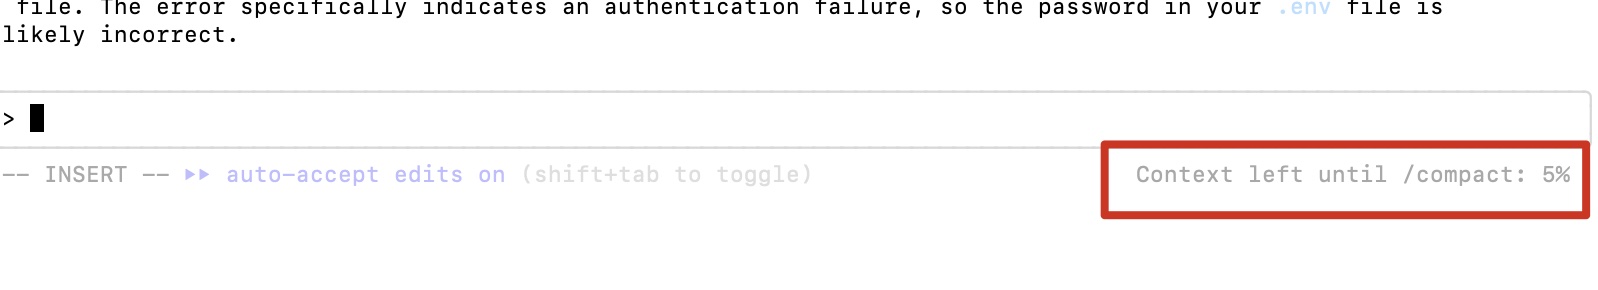 file. The error specifically indicates an authentication failure, so the password in your .env file is
likely incorrect.
>
-- INSERT -- ⏵⏵ auto-accept edits on (shift+tab to toggle) Context left until /compact: 5%